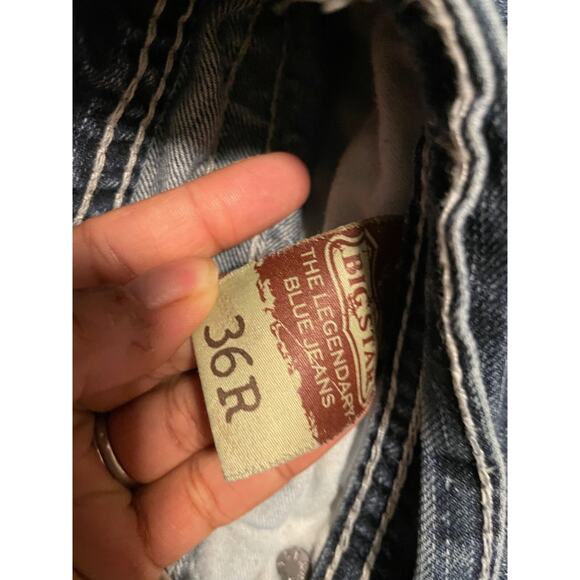 BIG STAR
THE LEGENDARY
BLUE JEANS
36R